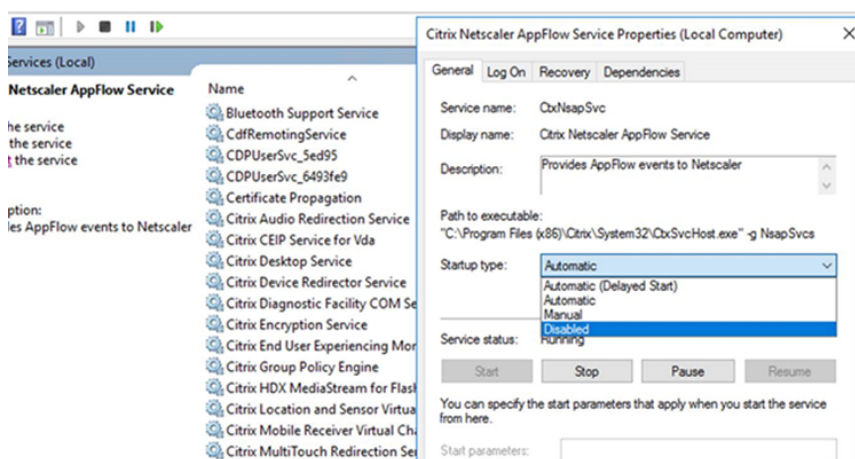 Services (Local)
Netscaler AppFlow Service
he service
the service
t the service
ption:
les AppFlow events to Netscaler
Name
Bluetooth Support Service
CdfRemotingService
CDPUserSvc_5ed95
CDPUserSvc_6493fe9
Certificate Propagation
Citrix Audio Redirection Service
Citrix CEIP Service for Vda
Citrix Desktop Service
Citrix Device Redirector Service
Citrix Diagnostic Facility COM Se
Citrix Encryption Service
Citrix End User Experiencing Mor
Citrix Group Policy Engine
Citrix HDX MediaStream for Flash
Citrix Location and Sensor Virtua
Citrix Mobile Receiver Virtual Cha
Citrix MultiTouch Redirection Ser
Citrix Netscaler AppFlow Service Properties (Local Computer)
General Log On Recovery Dependencies
Service name: CtxNsapSvc
Display name: Citrix Netscaler AppFlow Service
Description: Provides AppFlow events to Netscaler
Path to executable:
"C:\Program Files (x86)\Citrix\System32\CtxSvcHost.exe" -g NsapSvcs
Startup type: Automatic
Automatic (Delayed Start)
Automatic
Manual
Disabled
Service status: Running
Start Stop Pause Resume
You can specify the start parameters that apply when you start the service
from here.
Start parameters: